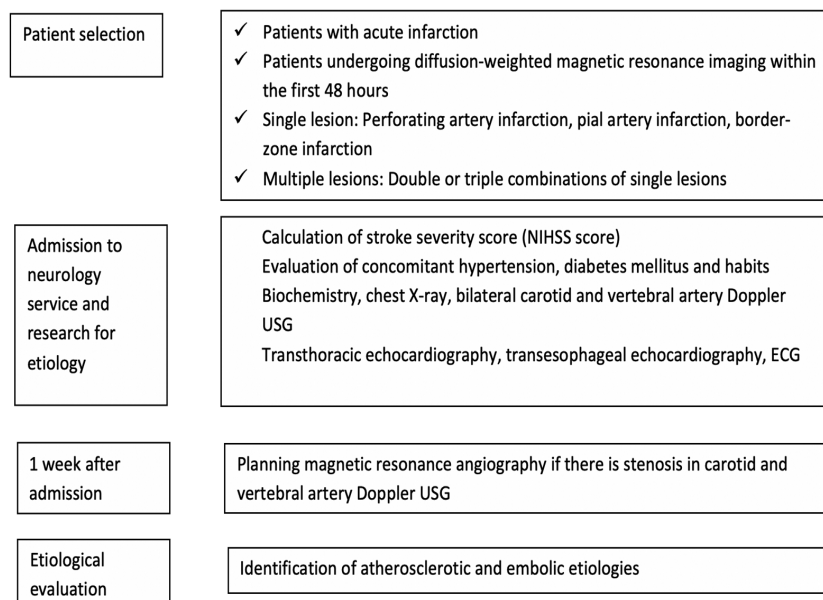 Patient selection
✓ Patients with acute infarction
✓ Patients undergoing diffusion-weighted magnetic resonance imaging within
the first 48 hours
✓ Single lesion: Perforating artery infarction, pial artery infarction, border-
zone infarction
✓ Multiple lesions: Double or triple combinations of single lesions
Admission to
neurology
service and
research for
etiology
Calculation of stroke severity score (NIHSS score)
Evaluation of concomitant hypertension, diabetes mellitus and habits
Biochemistry, chest X-ray, bilateral carotid and vertebral artery Doppler
USG
Transthoracic echocardiography, transesophageal echocardiography, ECG
1 week after
admission
Planning magnetic resonance angiography if there is stenosis in carotid and
vertebral artery Doppler USG
Etiological
evaluation
Identification of atherosclerotic and embolic etiologies